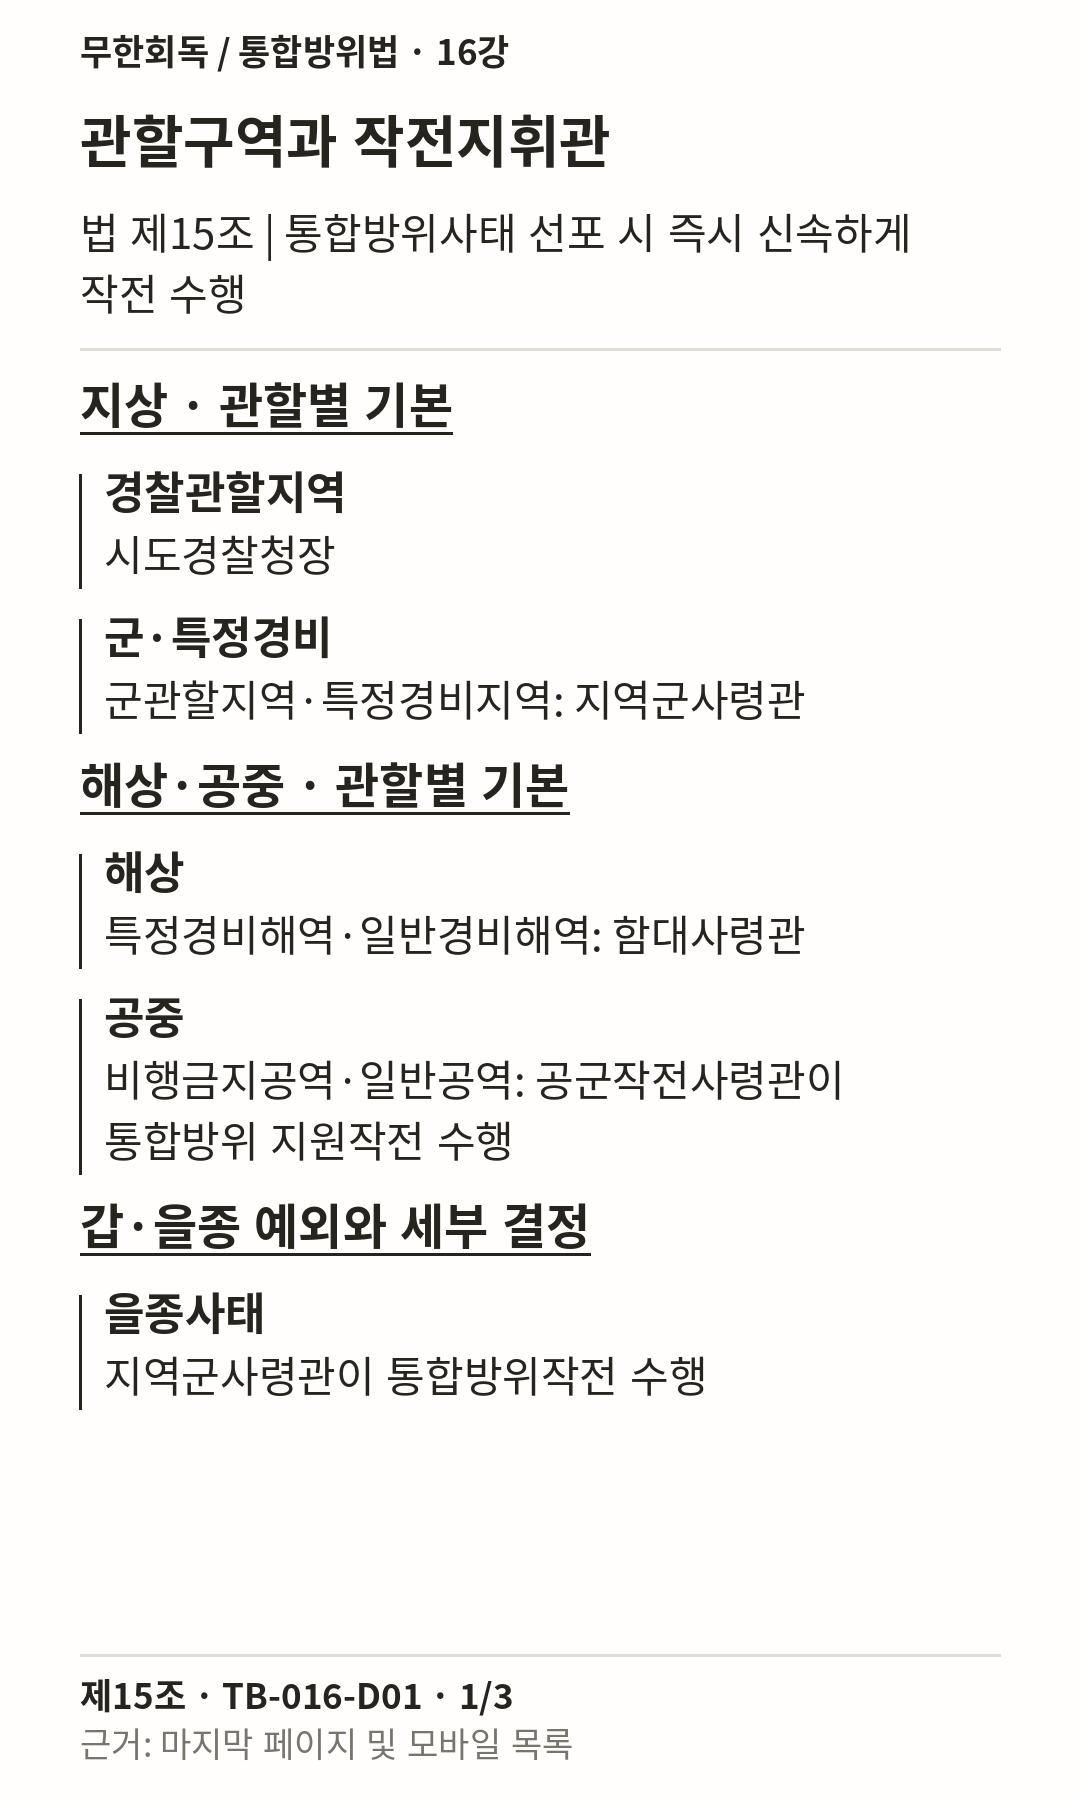 무한회독 / 통합방위법 · 16강
관할구역과 작전지휘관
법 제15조 | 통합방위사태 선포 시 즉시 신속하게
작전 수행
지상 · 관할별 기본
경찰관할지역
시도경찰청장
군·특정경비
군관할지역·특정경비지역: 지역군사령관
해상·공중 · 관할별 기본
해상
특정경비해역·일반경비해역: 함대사령관
공중
비행금지공역·일반공역: 공군작전사령관이
통합방위 지원작전 수행
갑·을종 예외와 세부 결정
을종사태
지역군사령관이 통합방위작전 수행
제15조 · TB-016-D01 · 1/3
근거: 마지막 페이지 및 모바일 목록